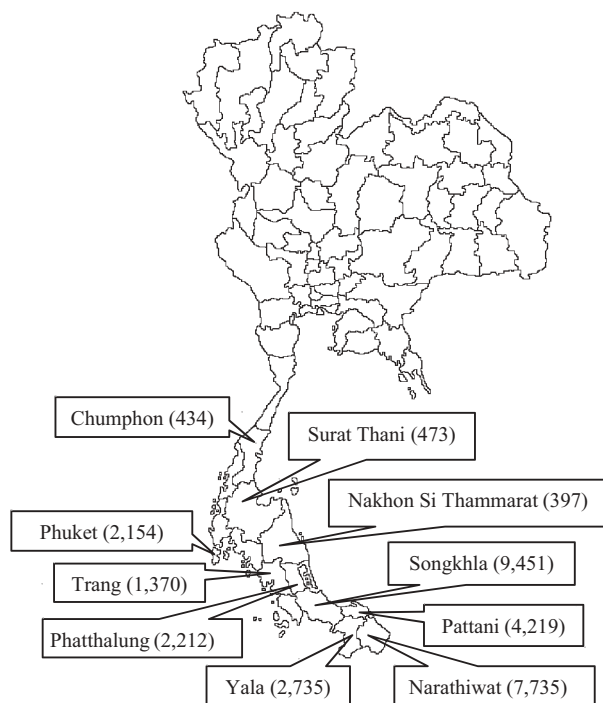 Chumphon (434)
Surat Thani (473)
Nakhon Si Thammarat (397)
Phuket (2,154)
Songkhla (9,451)
Trang (1,370)
Phatthalung (2,212)
Pattani (4,219)
Yala (2,735)
Narathiwat (7,735)